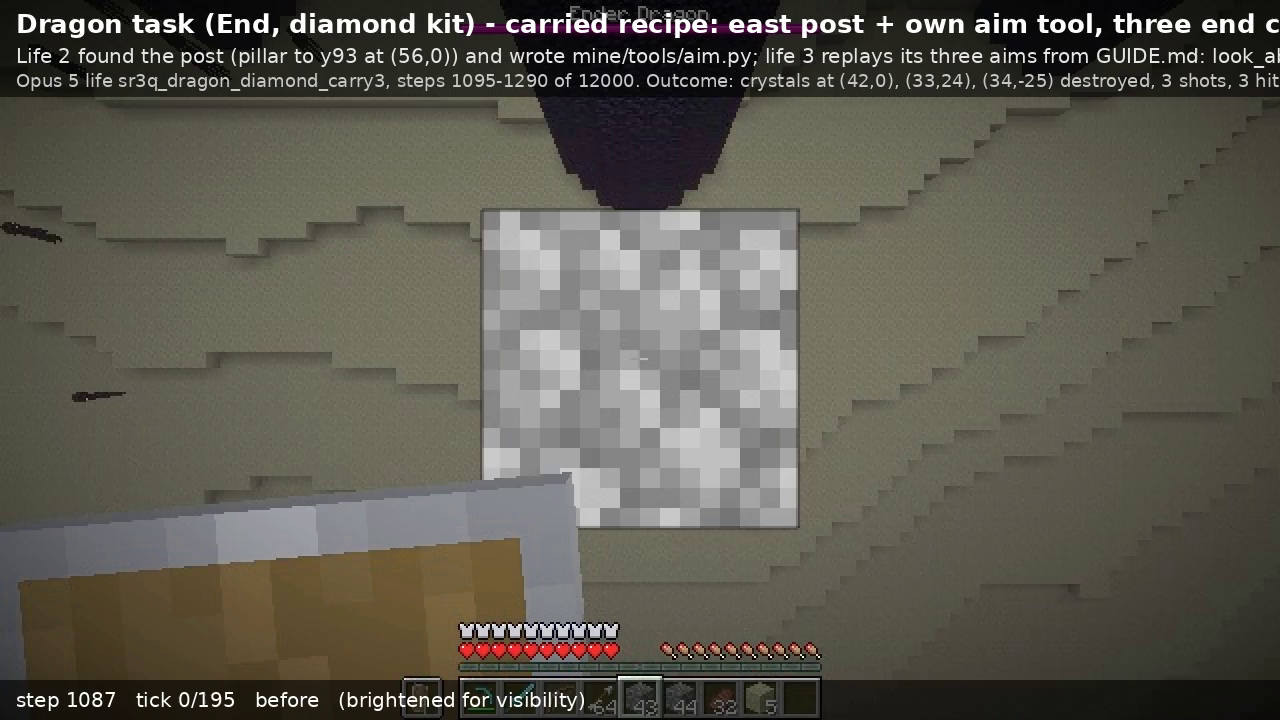 Ender Dragon
Dragon task (End, diamond kit) - carried recipe: east post + own aim tool, three end c
Life 2 found the post (pillar to y93 at (56,0)) and wrote mine/tools/aim.py; life 3 replays its three aims from GUIDE.md: look_a
Opus 5 life sr3q_dragon_diamond_carry3, steps 1095-1290 of 12000. Outcome: crystals at (42,0), (33,24), (34,-25) destroyed, 3 shots, 3 hit
64 43 44 32 5
step 1087 tick 0/195 before (brightened for visibility)